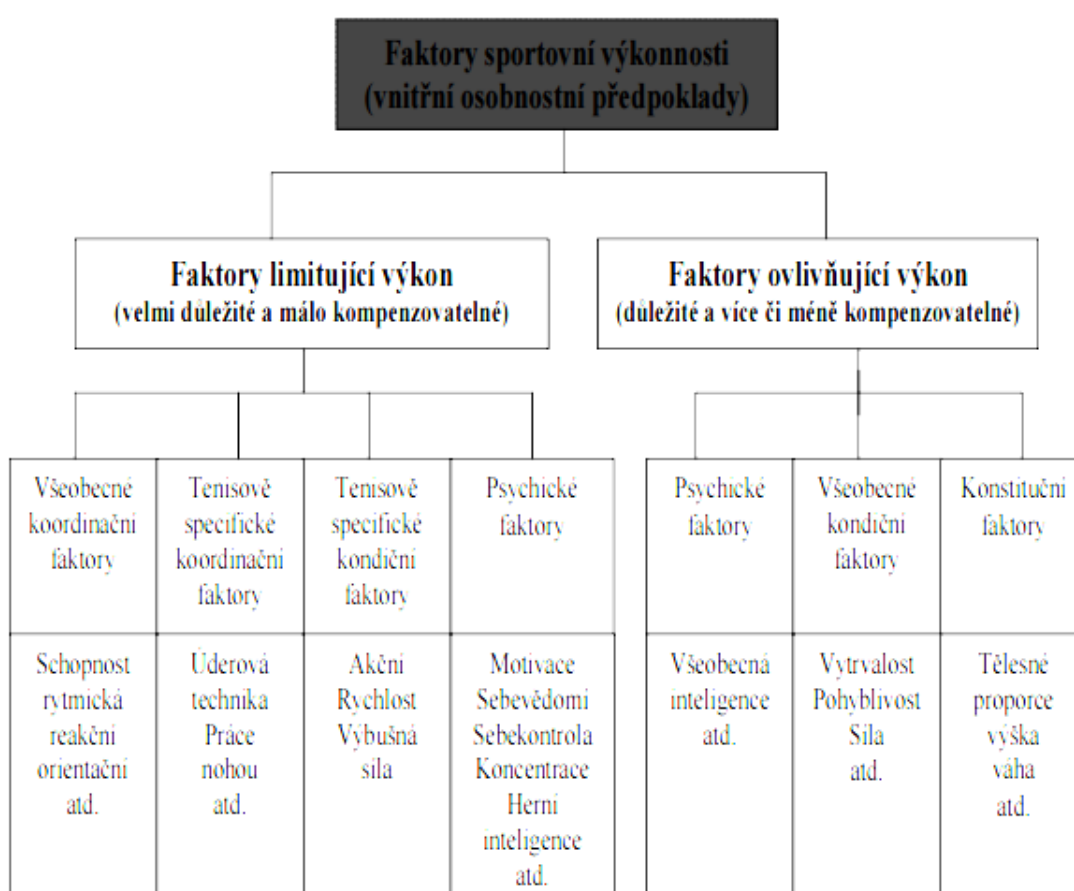 Faktory sportovní výkonnosti
(vnitřní osobnostní předpoklady)
Faktory limitující výkon
(velmi důležité a málo kompenzovatelné)
Faktory ovlivňující výkon
(důležité a více či méně kompenzovatelné)
Všeobecné
koordinační
faktory
Tenisově
specifické
koordinační
faktory
Tenisově
specifické
kondiční
faktory
Psychické
faktory
Psychické
faktory
Všeobecné
kondiční
faktory
Konstituční
faktory
Schopnost
rytmická
reakční
orientační
atd.
Úderová
technika
Práce
nohou
atd.
Akční
Rychlost
Výbušná
síla
Motivace
Sebevědomí
Sebekontrola
Koncentrace
Herní
inteligence
atd.
Všeobecná
inteligence
atd.
Vytrvalost
Pohyblivost
Síla
atd.
Tělesné
proporce
výška
váha
atd.